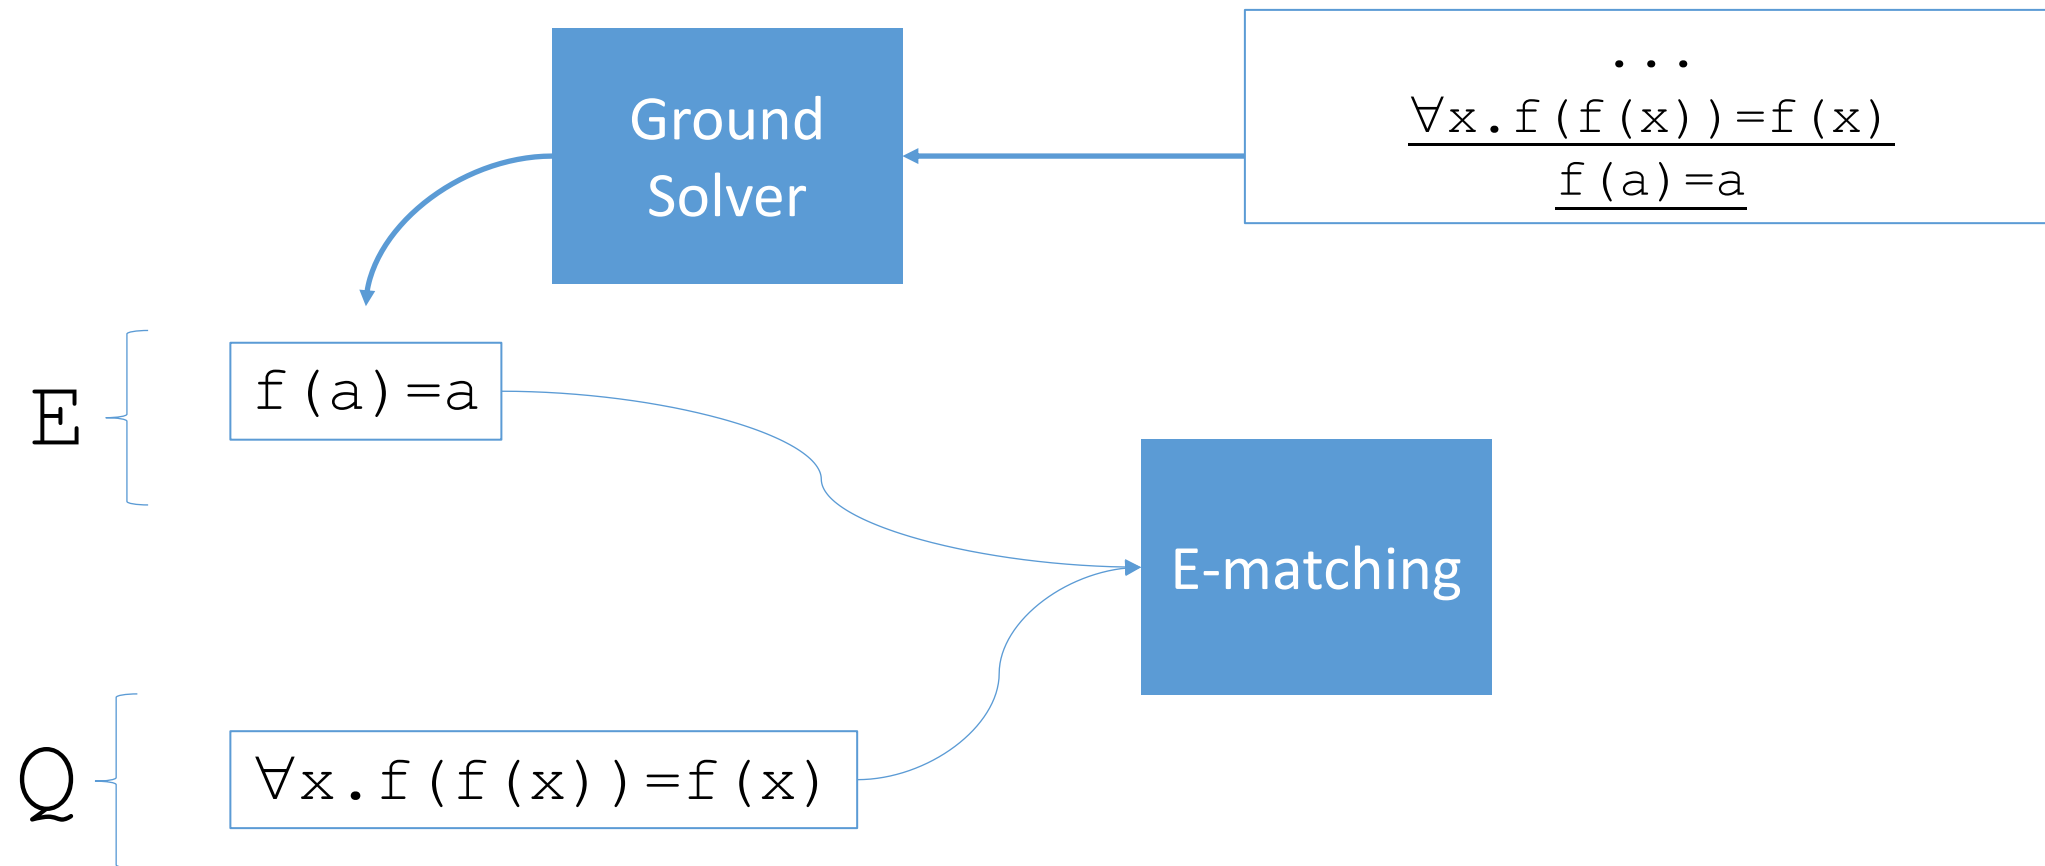 Ground
Solver
...
∀x.f(f(x))=f(x)
f(a)=a
E
f(a)=a
E-matching
Q
∀x.f(f(x))=f(x)